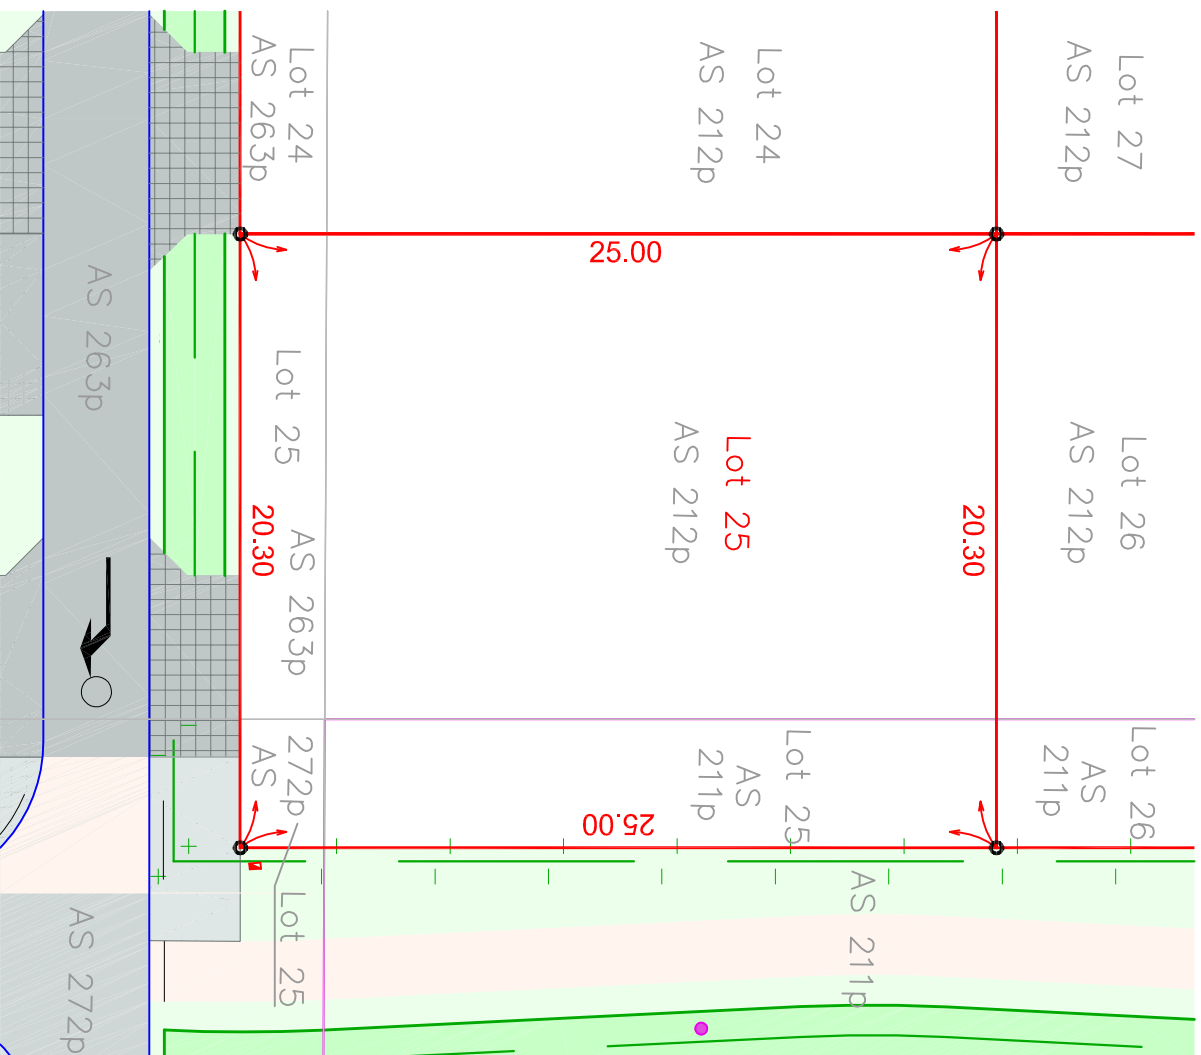 Lot 24
AS 263p
Lot 24
AS 212p
Lot 27
AS 212p
25.00
AS 263p
Lot 25
AS 263p
20.30
Lot 25
AS 212p
20.30
Lot 26
AS 212p
272p
AS
Lot 25
Lot 25
AS
211p
Lot 26
AS
211p
25.00
AS 211p
AS 272p